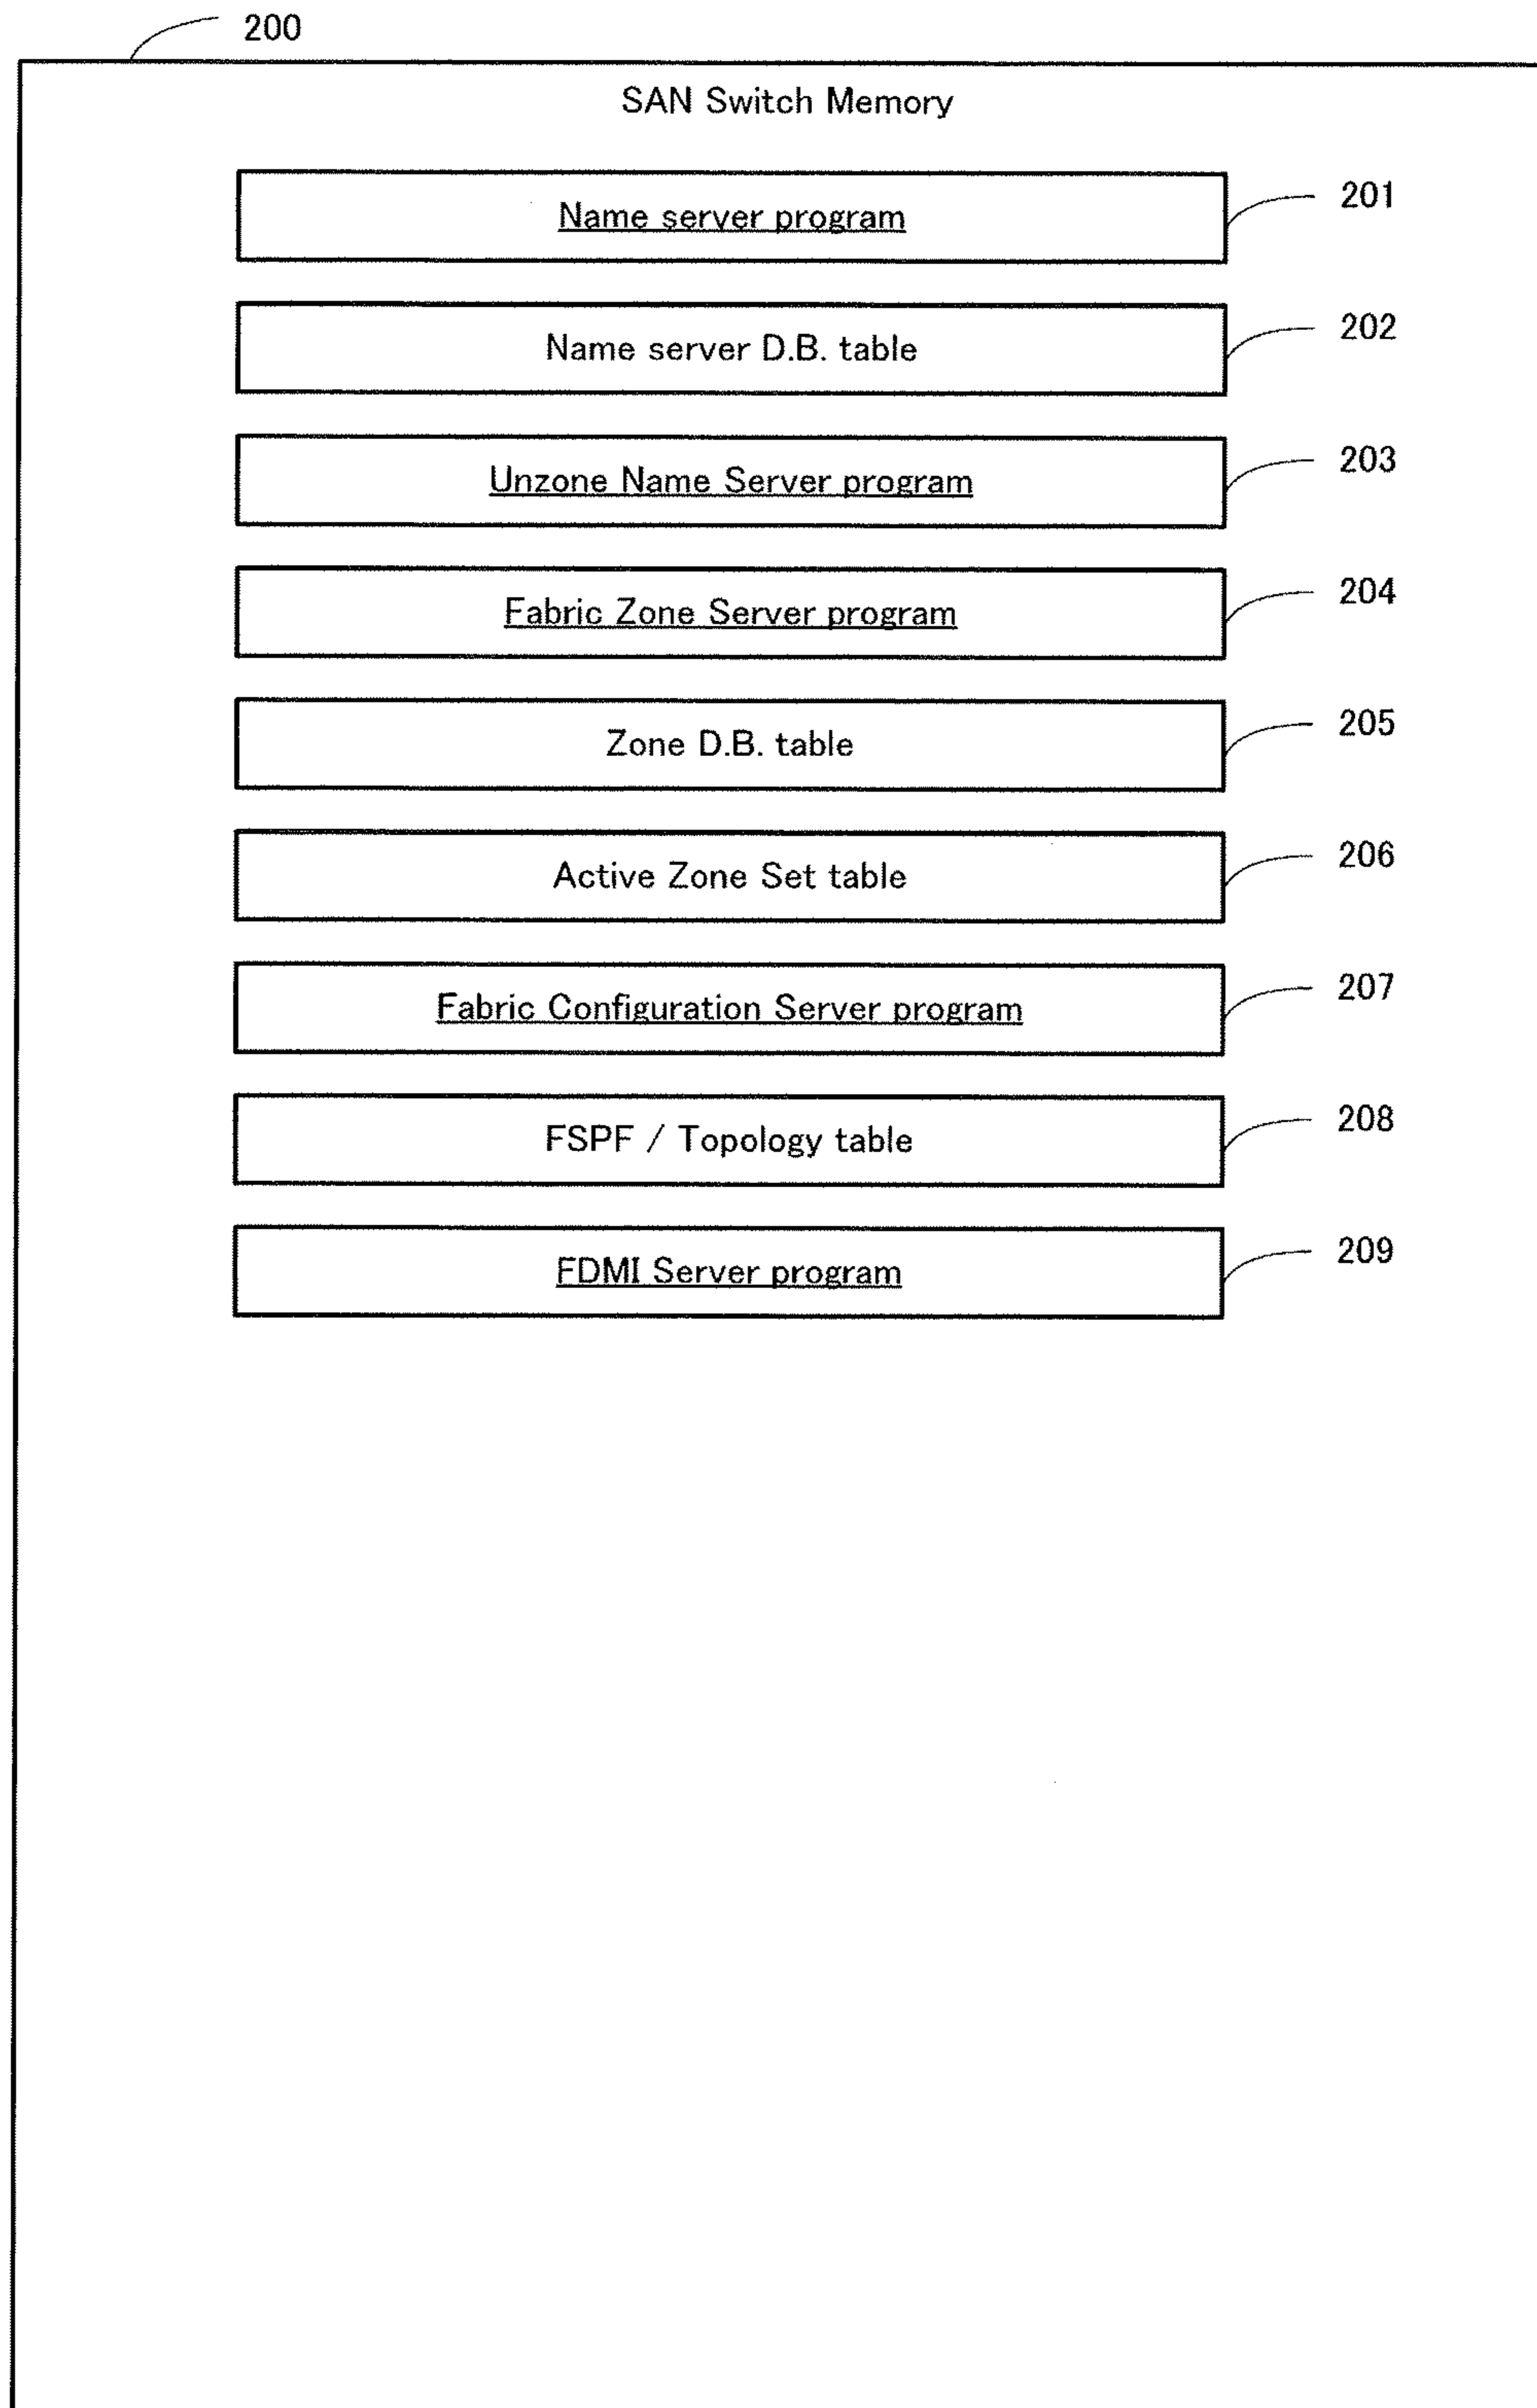 200
SAN Switch Memory
Name server program
201
Name server D.B. table
202
Unzone Name Server program
203
Fabric Zone Server program
204
Zone D.B. table
205
Active Zone Set table
206
Fabric Configuration Server program
207
FSPF / Topology table
208
FDMI Server program
209